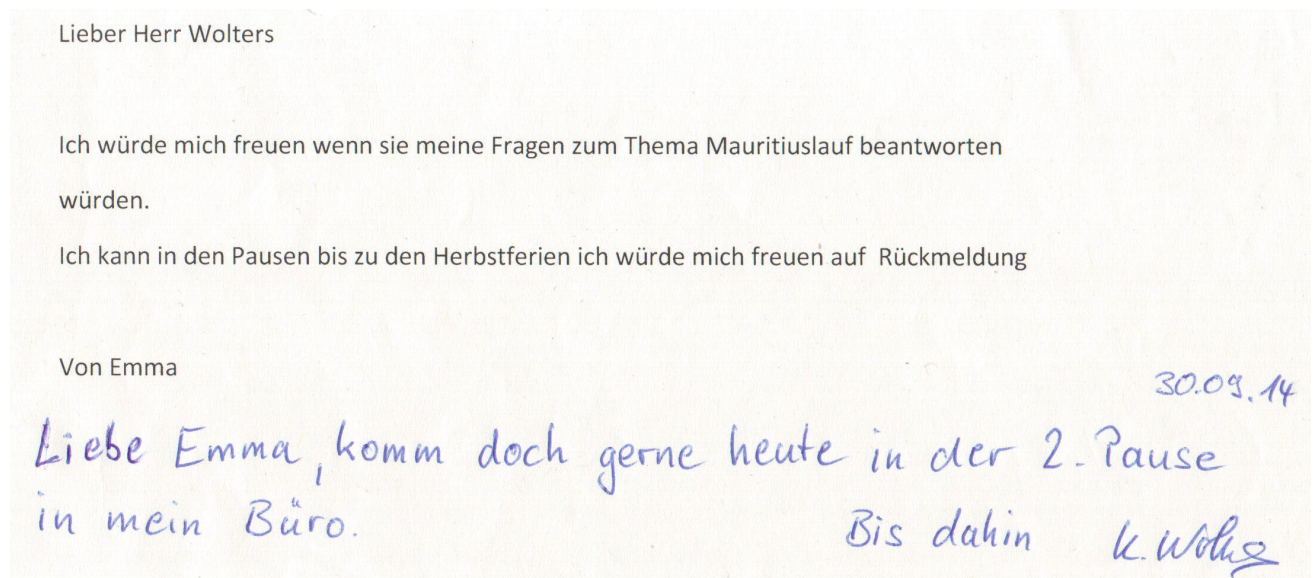 Lieber Herr Wolters
Ich würde mich freuen wenn sie meine Fragen zum Thema Mauritiuslauf beantworten
würden.
Ich kann in den Pausen bis zu den Herbstferien ich würde mich freuen auf Rückmeldung
Von Emma
30.09.14
Liebe Emma, komm doch gerne heute in der 2. Pause
in mein Büro.
Bis dahin K. Wolters